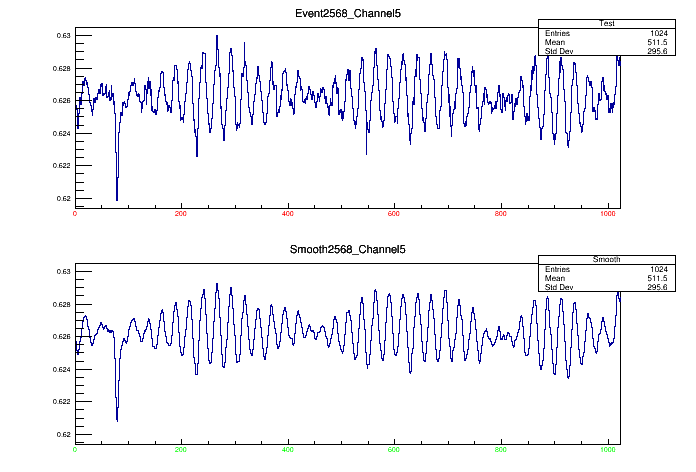 Event2568_Channel5
Test
Entries 1024
Mean 511.5
Std Dev 295.6
0.63
0.628
0.626
0.624
0.622
0.62
0 200 400 600 800 1000
Smooth2568_Channel5
Smooth
Entries 1024
Mean 511.5
Std Dev 295.6
0.63
0.628
0.626
0.624
0.622
0.62
0 200 400 600 800 1000